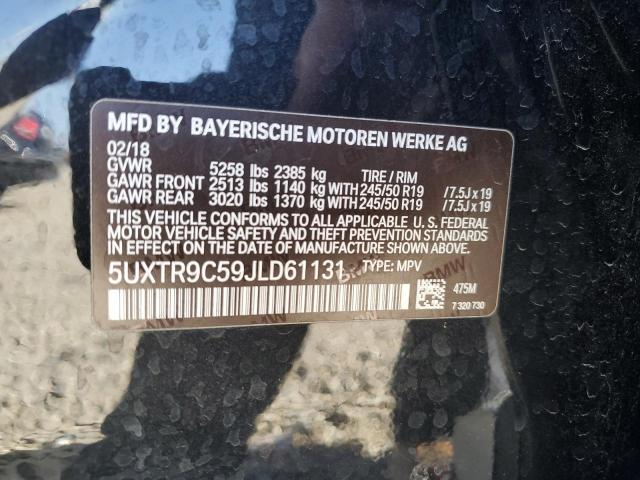 MFD BY BAYERISCHE MOTOREN WERKE AG
02/18
GVWR 5258 lbs 2385 kg TIRE / RIM
GAWR FRONT 2513 lbs 1140 kg WITH 245/50 R19 / 7.5J x 19
GAWR REAR 3020 lbs 1370 kg WITH 245/50 R19 / 7.5J x 19
THIS VEHICLE CONFORMS TO ALL APPLICABLE U. S. FEDERAL
MOTOR VEHICLE SAFETY AND THEFT PREVENTION STANDARDS
IN EFFECT ON THE DATE OF MANUFACTURE SHOWN ABOVE.
5UXTR9C59JLD61131 TYPE: MPV
475M
7 320 730